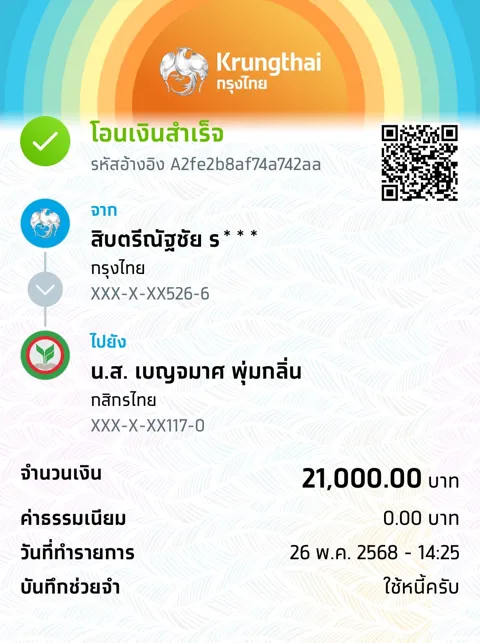 Krungthai
กรุงไทย
โอนเงินสำเร็จ
รหัสอ้างอิง A2fe2b8af74a742aa
จาก
สิบตรีณัฐชัย ร***
กรุงไทย
XXX-X-XX526-6
ไปยัง
น.ส. เบญจมาศ พุ่มกลิ่น
กสิกรไทย
XXX-X-XX117-0
จำนวนเงิน 21,000.00 บาท
ค่าธรรมเนียม 0.00 บาท
วันที่ทำรายการ 26 พ.ค. 2568 - 14:25
บันทึกช่วยจำ ใช้หนี้ครับ